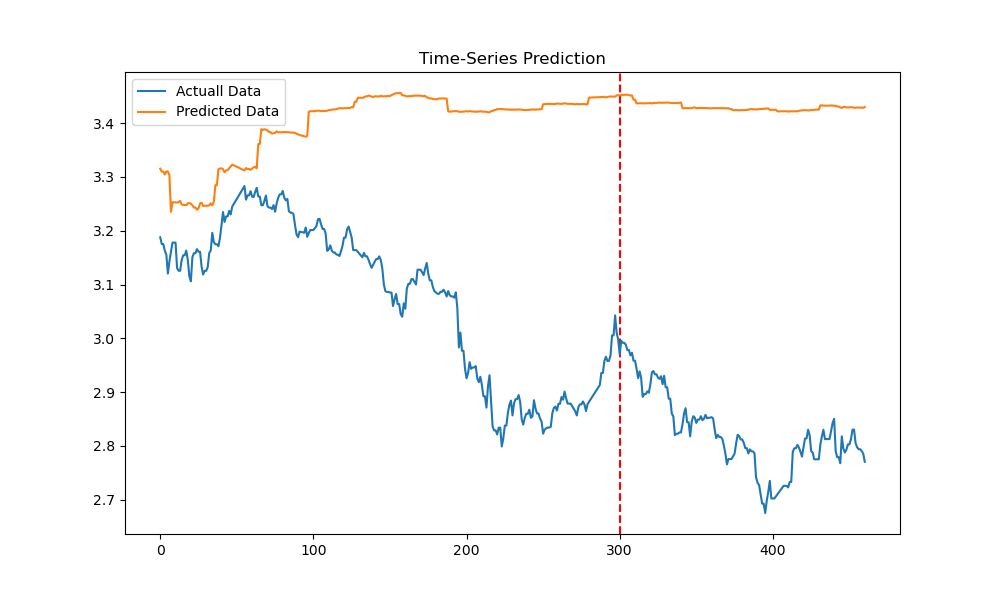 Time-Series Prediction
Actuall Data
Predicted Data
3.4
3.3
3.2
3.1
3.0
2.9
2.8
2.7
0 100 200 300 400